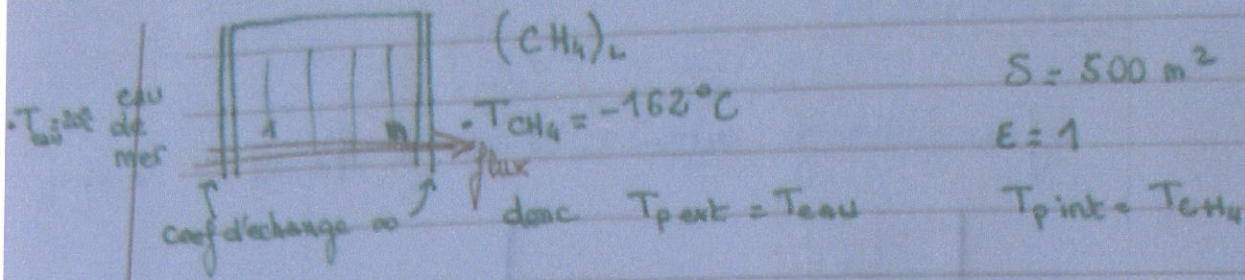 (CH₄)L
S = 500 m²
eau
de
mer
1
n
T CH₄ = -162°C
ε = 1
flux
coef d'échange ∞
donc Tp ext = Teau
Tp int = TCH₄